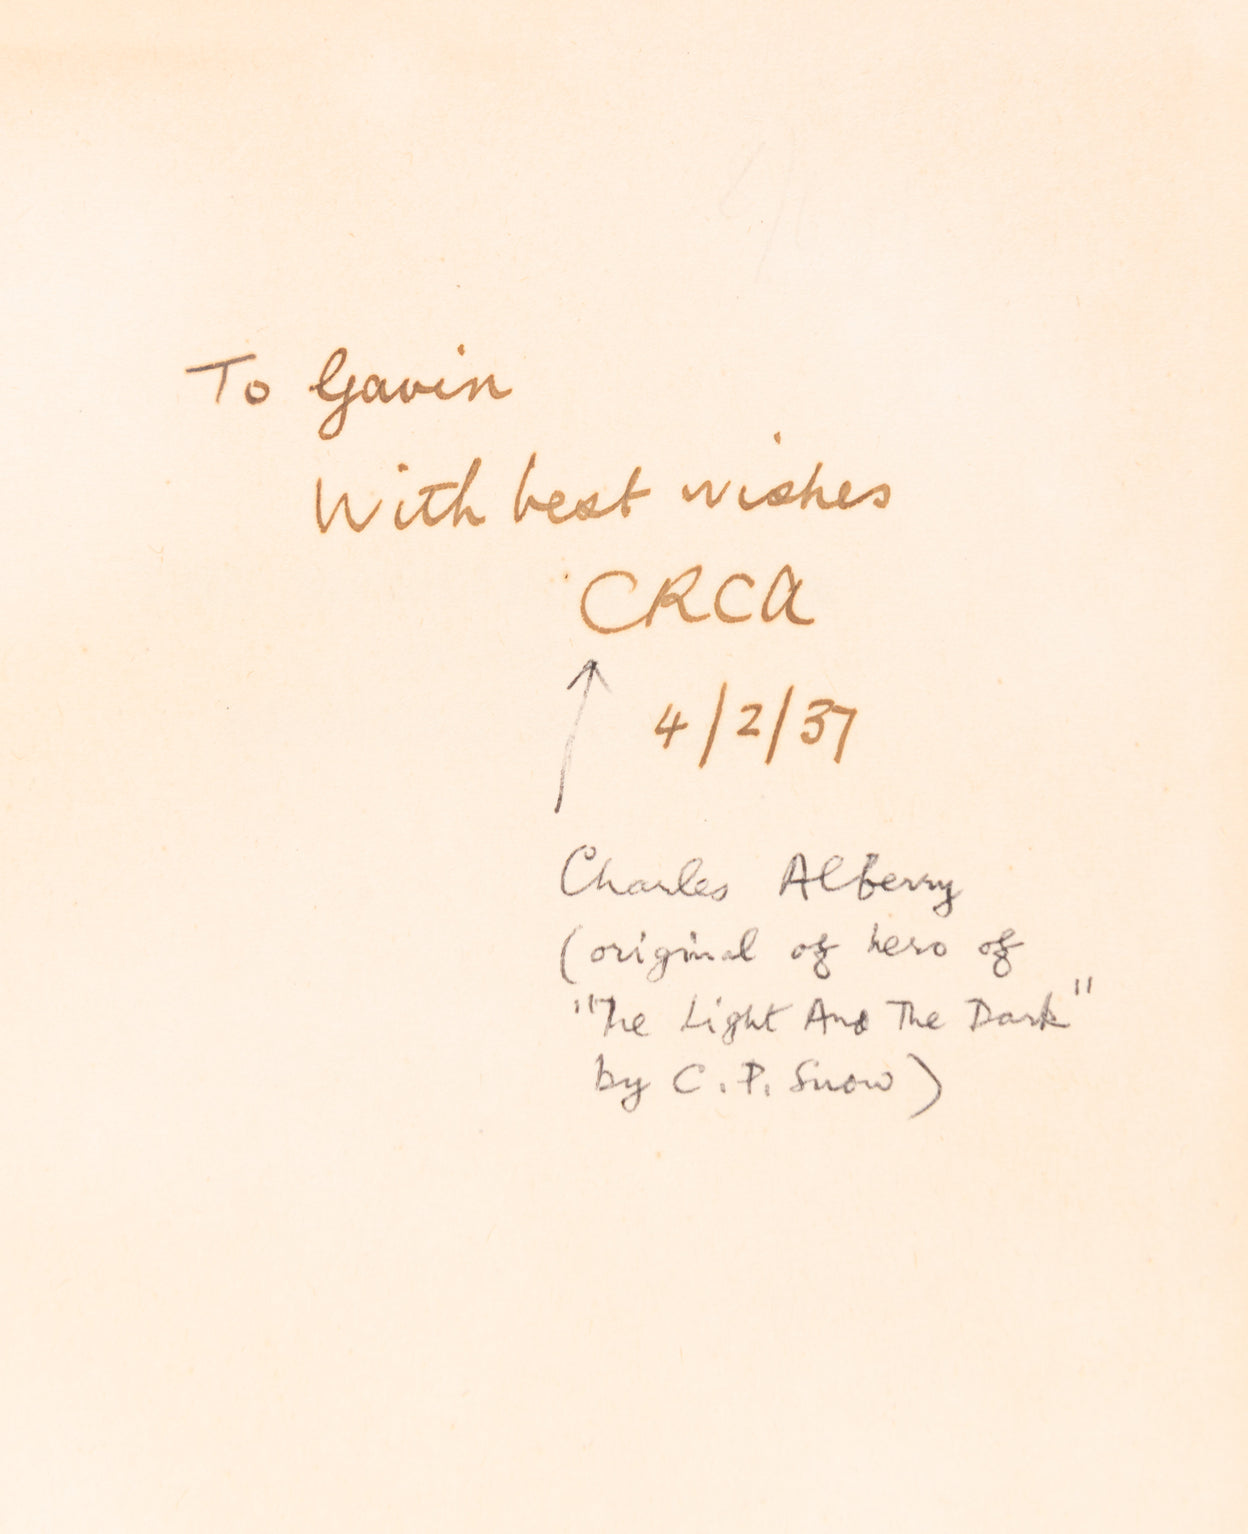 To Gavin
With best wishes
CRCA
4/2/37
Charles Alberry
(original of hero of
"The Light And The Dark"
by C. P. Snow)